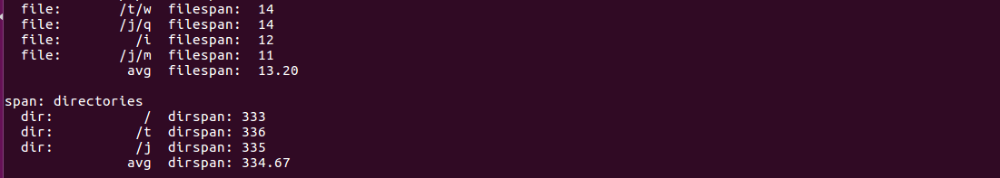 file:       /t/w  filespan:  14
file:       /j/q  filespan:  14
file:         /i  filespan:  12
file:       /j/m  filespan:  11
             avg  filespan:  13.20
span: directories
dir:          /  dirspan: 333
dir:         /t  dirspan: 336
dir:         /j  dirspan: 335
            avg  dirspan: 334.67